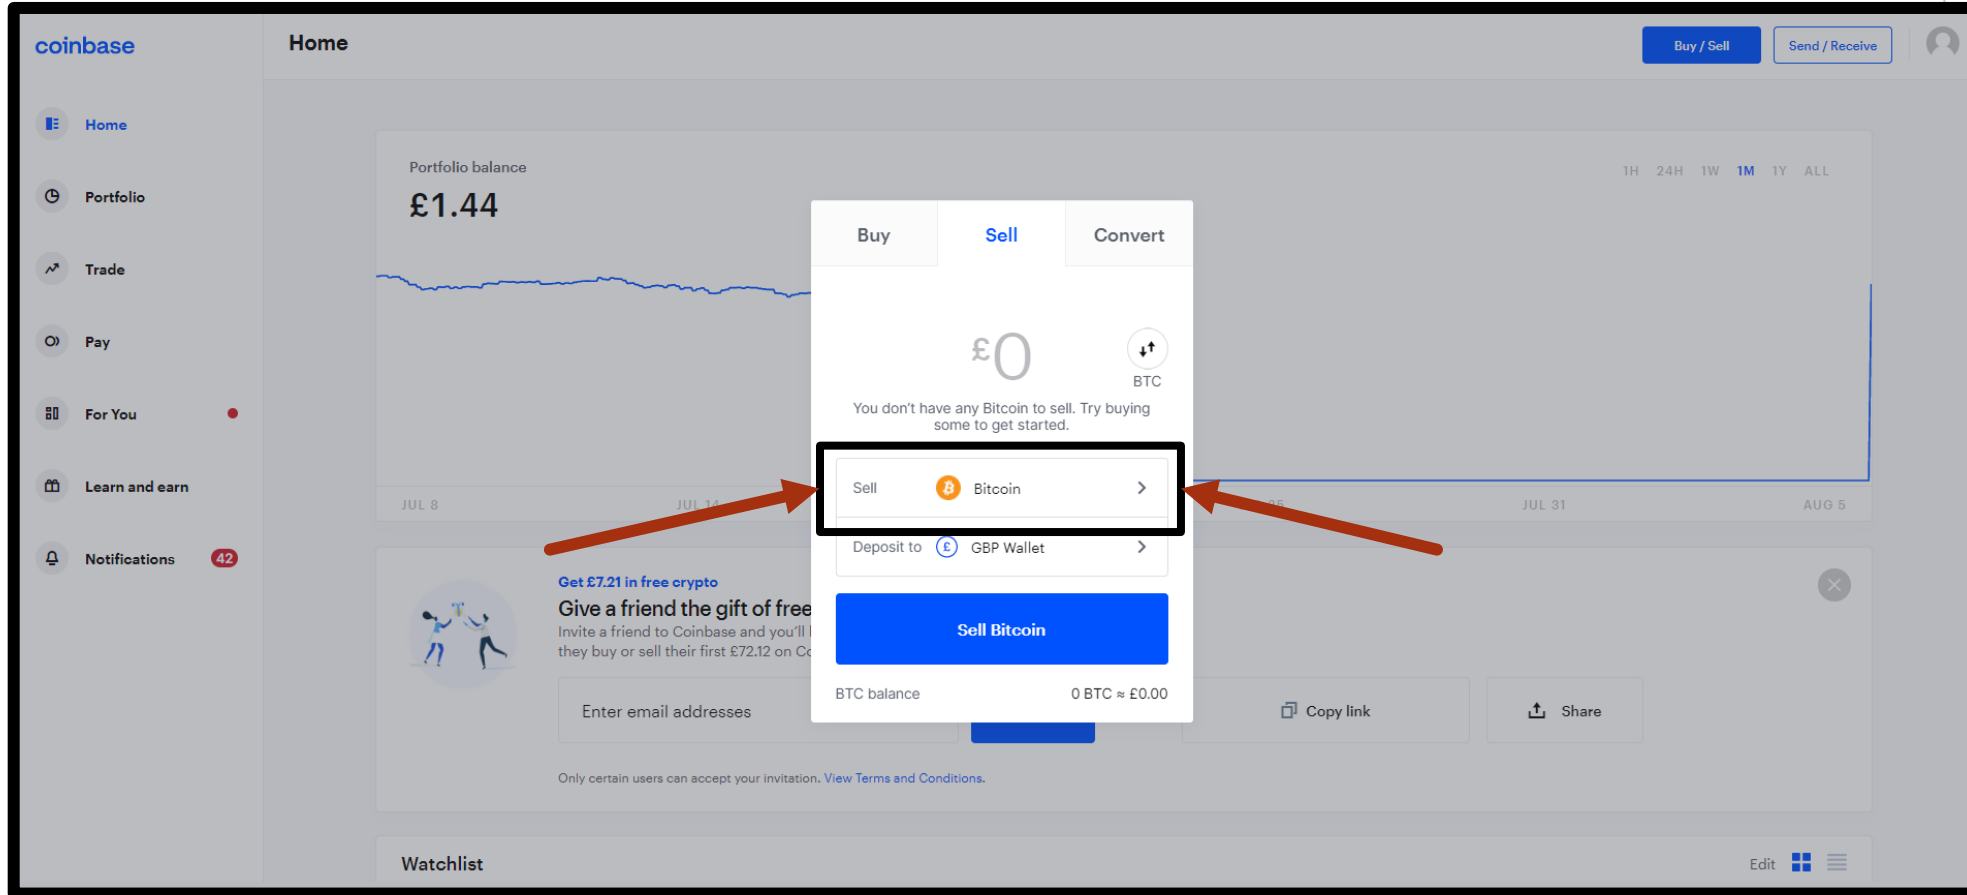 coinbase
Home
Buy / Sell
Send / Receive
Home
Portfolio
Trade
Pay
For You
Learn and earn
Notifications
42
Portfolio balance
£1.44
1H 24H 1W 1M 1Y ALL
JUL 8
JUL 14
25
JUL 31
AUG 5
Buy
Sell
Convert
£0
BTC
You don't have any Bitcoin to sell. Try buying
some to get started.
Sell
Bitcoin
Deposit to
£
GBP Wallet
Sell Bitcoin
BTC balance
0 BTC ≈ £0.00
Get £7.21 in free crypto
Give a friend the gift of free
Invite a friend to Coinbase and you'll
they buy or sell their first £72.12 on
Enter email addresses
Copy link
Share
Only certain users can accept your invitation. View Terms and Conditions.
Watchlist
Edit